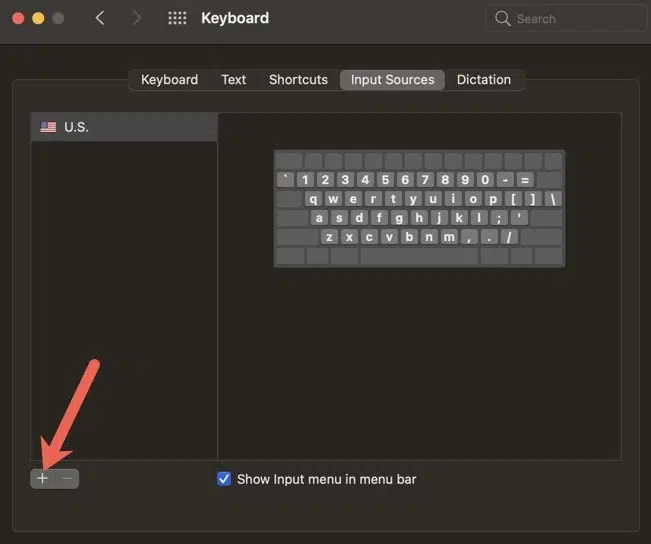 Keyboard
Search
Keyboard Text Shortcuts Input Sources Dictation
U.S.
` 1 2 3 4 5 6 7 8 9 0 - =
q w e r t y u i o p [ ] \
a s d f g h j k l ; '
z x c v b n m , . /
+ −
Show Input menu in menu bar